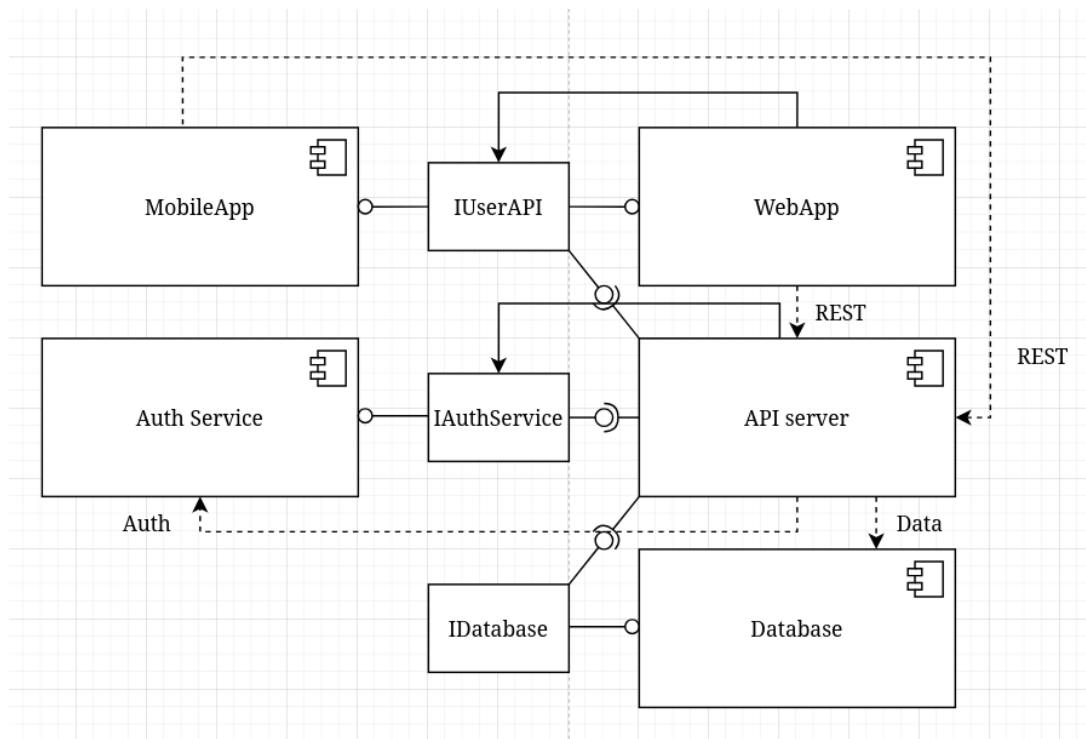 MobileApp
IUserAPI
WebApp
REST
REST
Auth Service
IAuthService
API server
Auth
Data
IDatabase
Database